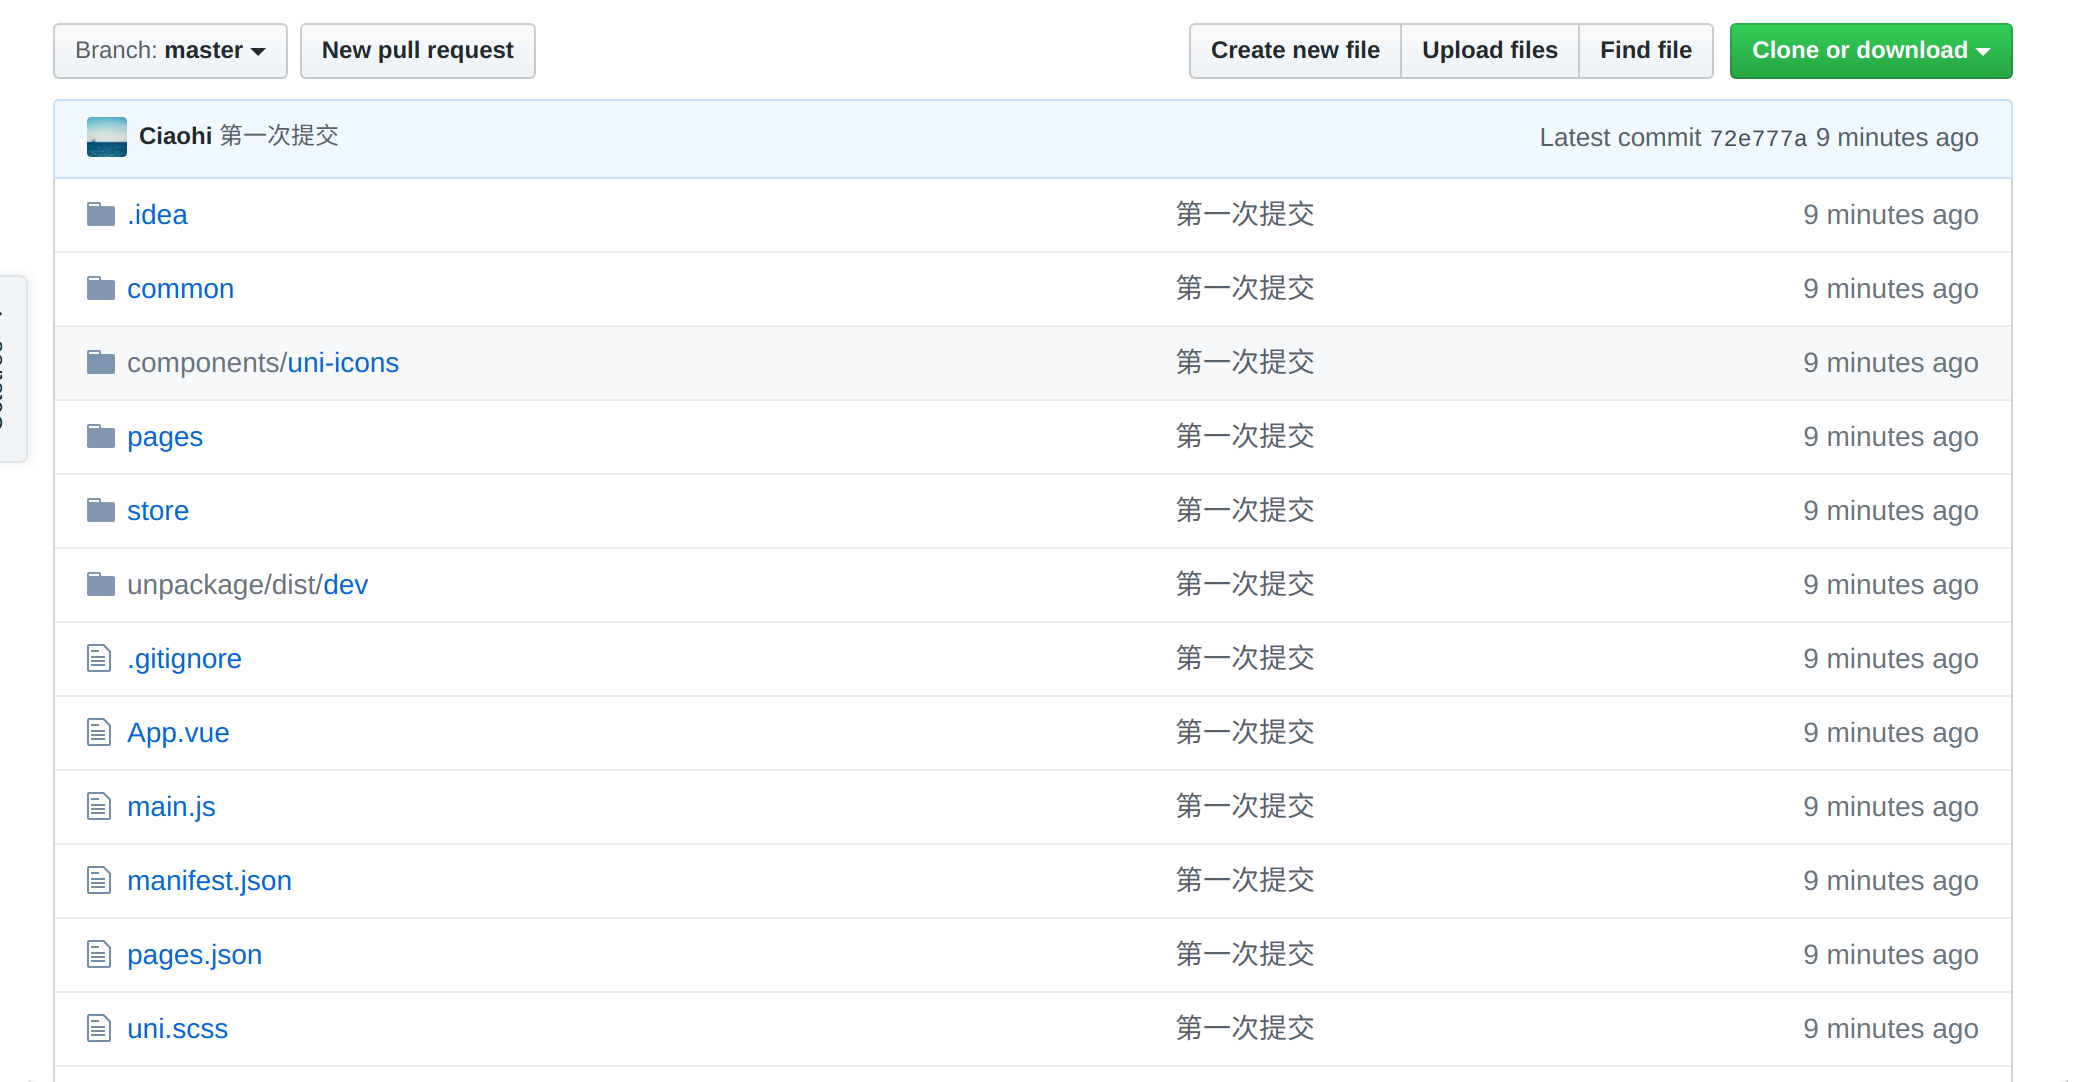 Branch: master New pull request Create new file Upload files Find file Clone or download
Ciaohi 第一次提交 Latest commit 72e777a 9 minutes ago
.idea 第一次提交 9 minutes ago
common 第一次提交 9 minutes ago
components/uni-icons 第一次提交 9 minutes ago
pages 第一次提交 9 minutes ago
store 第一次提交 9 minutes ago
unpackage/dist/dev 第一次提交 9 minutes ago
.gitignore 第一次提交 9 minutes ago
App.vue 第一次提交 9 minutes ago
main.js 第一次提交 9 minutes ago
manifest.json 第一次提交 9 minutes ago
pages.json 第一次提交 9 minutes ago
uni.scss 第一次提交 9 minutes ago